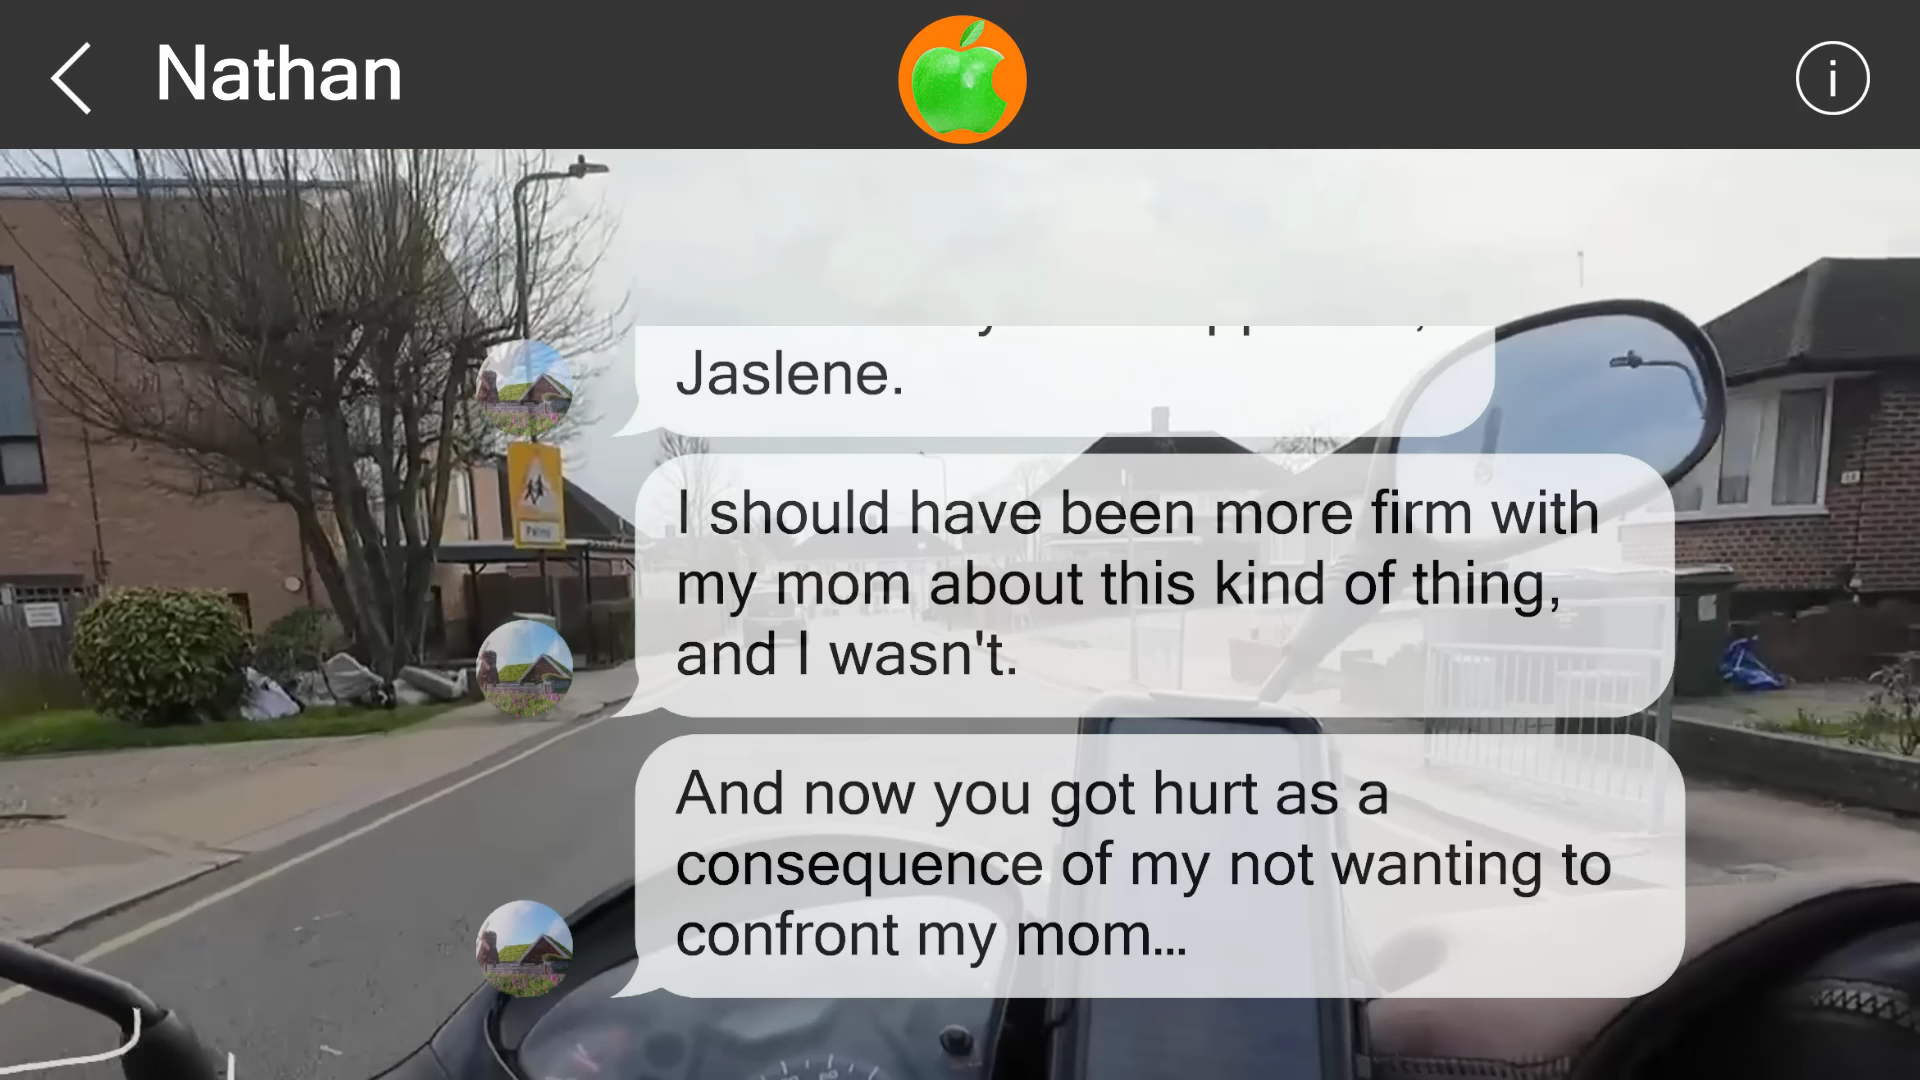 Nathan
i
Jaslene.
I should have been more firm with
my mom about this kind of thing,
and I wasn't.
And now you got hurt as a
consequence of my not wanting to
confront my mom...